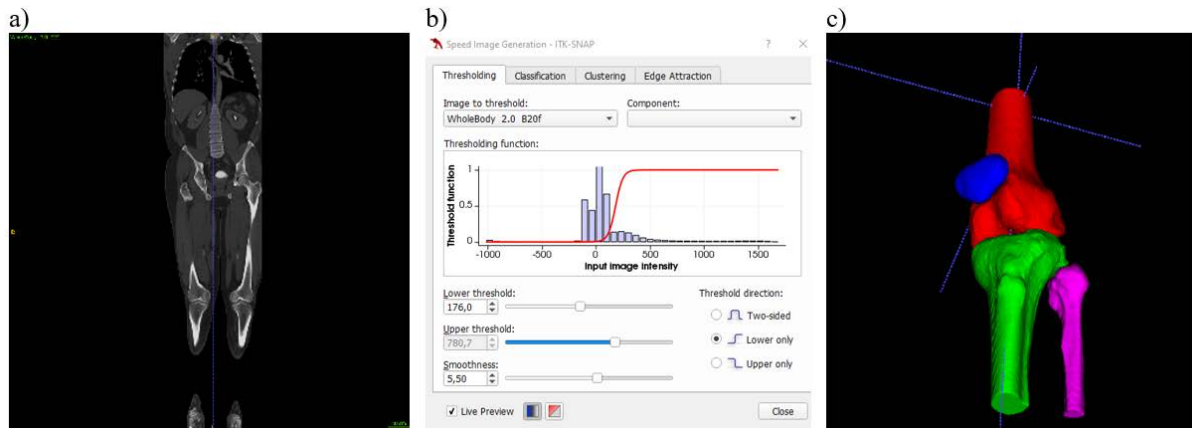 a)
b)
c)
Speed Image Generation - ITK-SNAP
Thresholding Classification Clustering Edge Attraction
Image to threshold: Component:
WholeBody 2.0 B20f
Thresholding function:
Threshold function
1
0.5
0
-1000 -500 0 500 1000 1500
Input image intensity
Lower threshold:
176,0
Upper threshold:
780,7
Smoothness:
5,50
Threshold direction:
Two-sided
Lower only
Upper only
Live Preview
Close